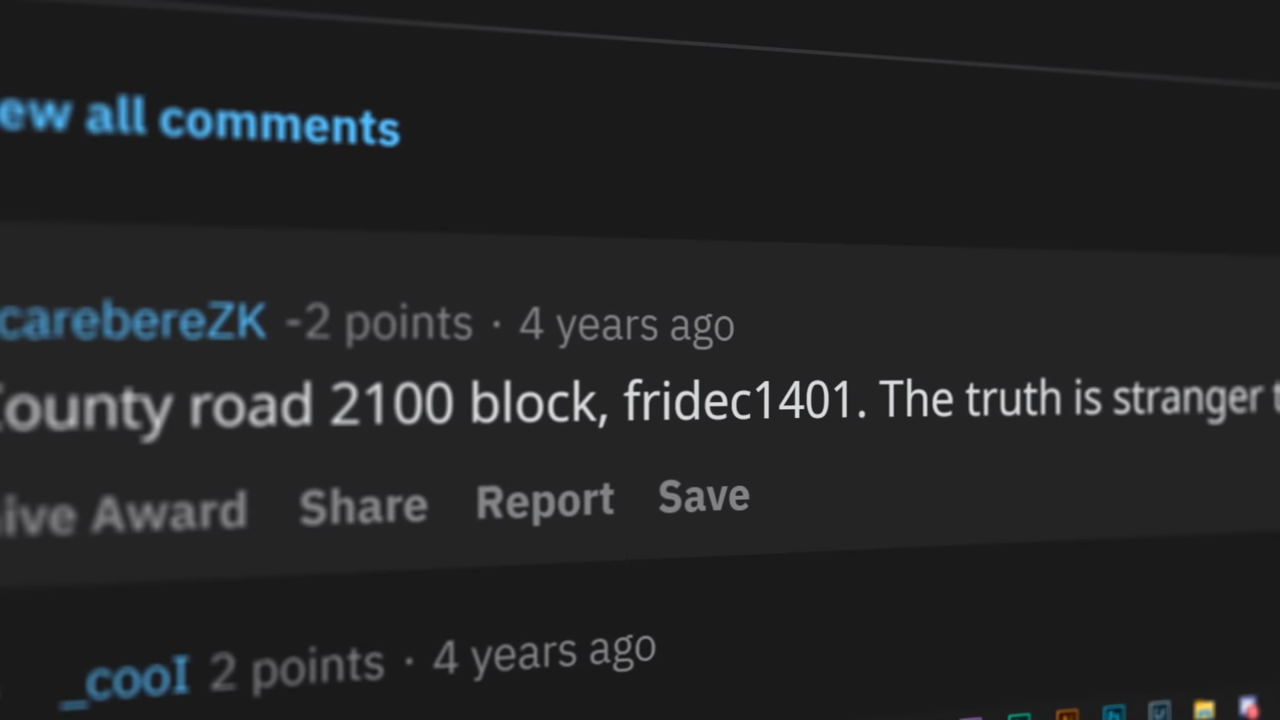 ew all comments
carebereZK -2 points · 4 years ago
County road 2100 block, fridec1401. The truth is stranger
ive Award Share Report Save
_cooI 2 points · 4 years ago